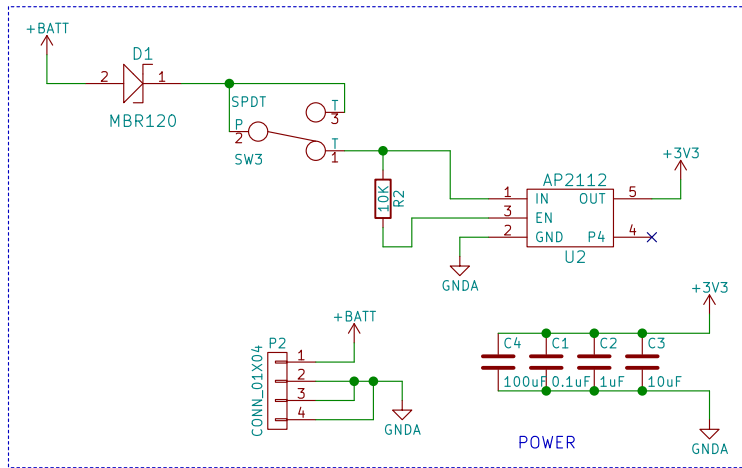 +BATT
D1
2
1
MBR120
SPDT
T
3
P
2
T
1
SW3
10K
R2
+3V3
AP2112
1
IN
OUT
5
3
EN
2
GND
P4
4
U2
GNDA
+BATT
P2
CONN_01X04
1
2
3
4
GNDA
+3V3
C4
C1
C2
C3
100uF
0.1uF
1uF
10uF
GNDA
POWER